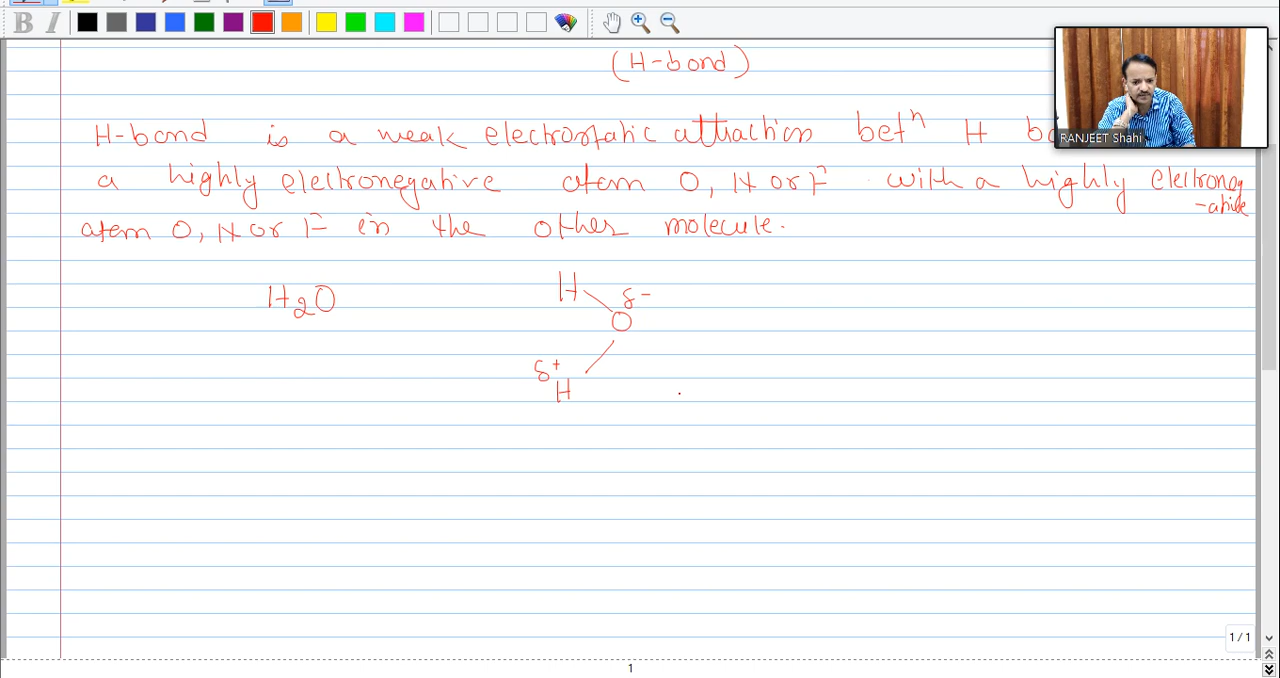 B I
(H-bond)
RANJEET Shahi
H-bond is a weak electrostatic attraction betⁿ H
a highly electronegative atom O, N or F with a highly electroneg
-ative
atom O, N or F in the other molecule.
H₂O
H
δ-
O
δ+
H
1 / 1
1